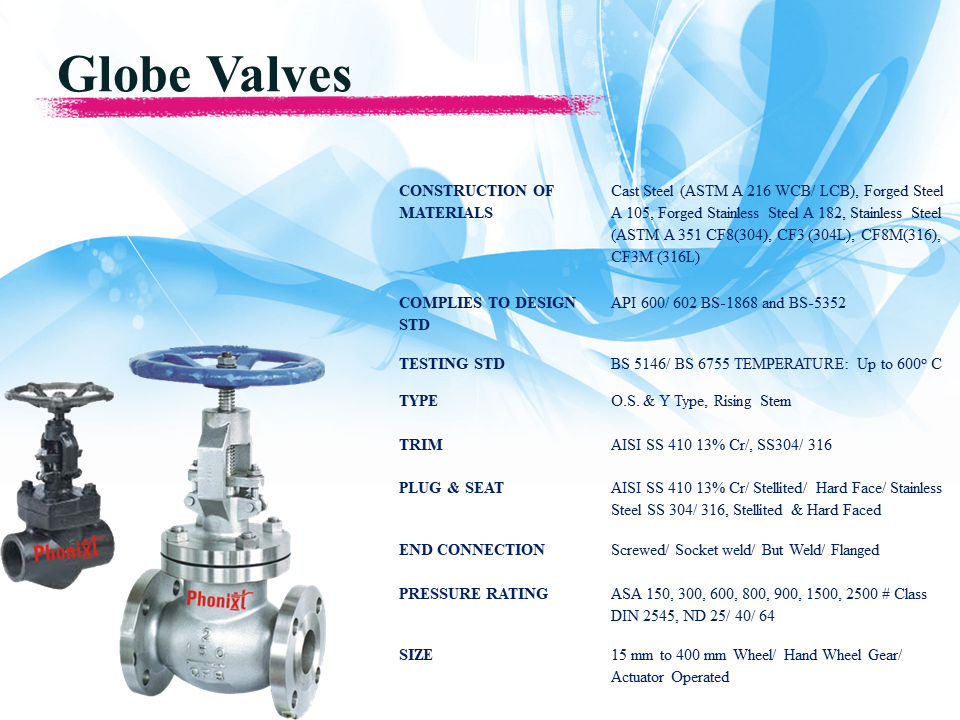 Globe Valves
CONSTRUCTION OF
MATERIALS
Cast Steel (ASTM A 216 WCB/ LCB), Forged Steel
A 105, Forged Stainless Steel A 182, Stainless Steel
(ASTM A 351 CF8(304), CF3 (304L), CF8M(316),
CF3M (316L)
COMPLIES TO DESIGN
STD
API 600/ 602 BS-1868 and BS-5352
TESTING STD
BS 5146/ BS 6755 TEMPERATURE: Up to 600° C
TYPE
O.S. & Y Type, Rising Stem
TRIM
AISI SS 410 13% Cr/, SS304/ 316
PLUG & SEAT
AISI SS 410 13% Cr/ Stellited/ Hard Face/ Stainless
Steel SS 304/ 316, Stellited & Hard Faced
END CONNECTION
Screwed/ Socket weld/ But Weld/ Flanged
PRESSURE RATING
ASA 150, 300, 600, 800, 900, 1500, 2500 # Class
DIN 2545, ND 25/ 40/ 64
SIZE
15 mm to 400 mm Wheel/ Hand Wheel Gear/
Actuator Operated
Phonixt
Phonixt
2
150